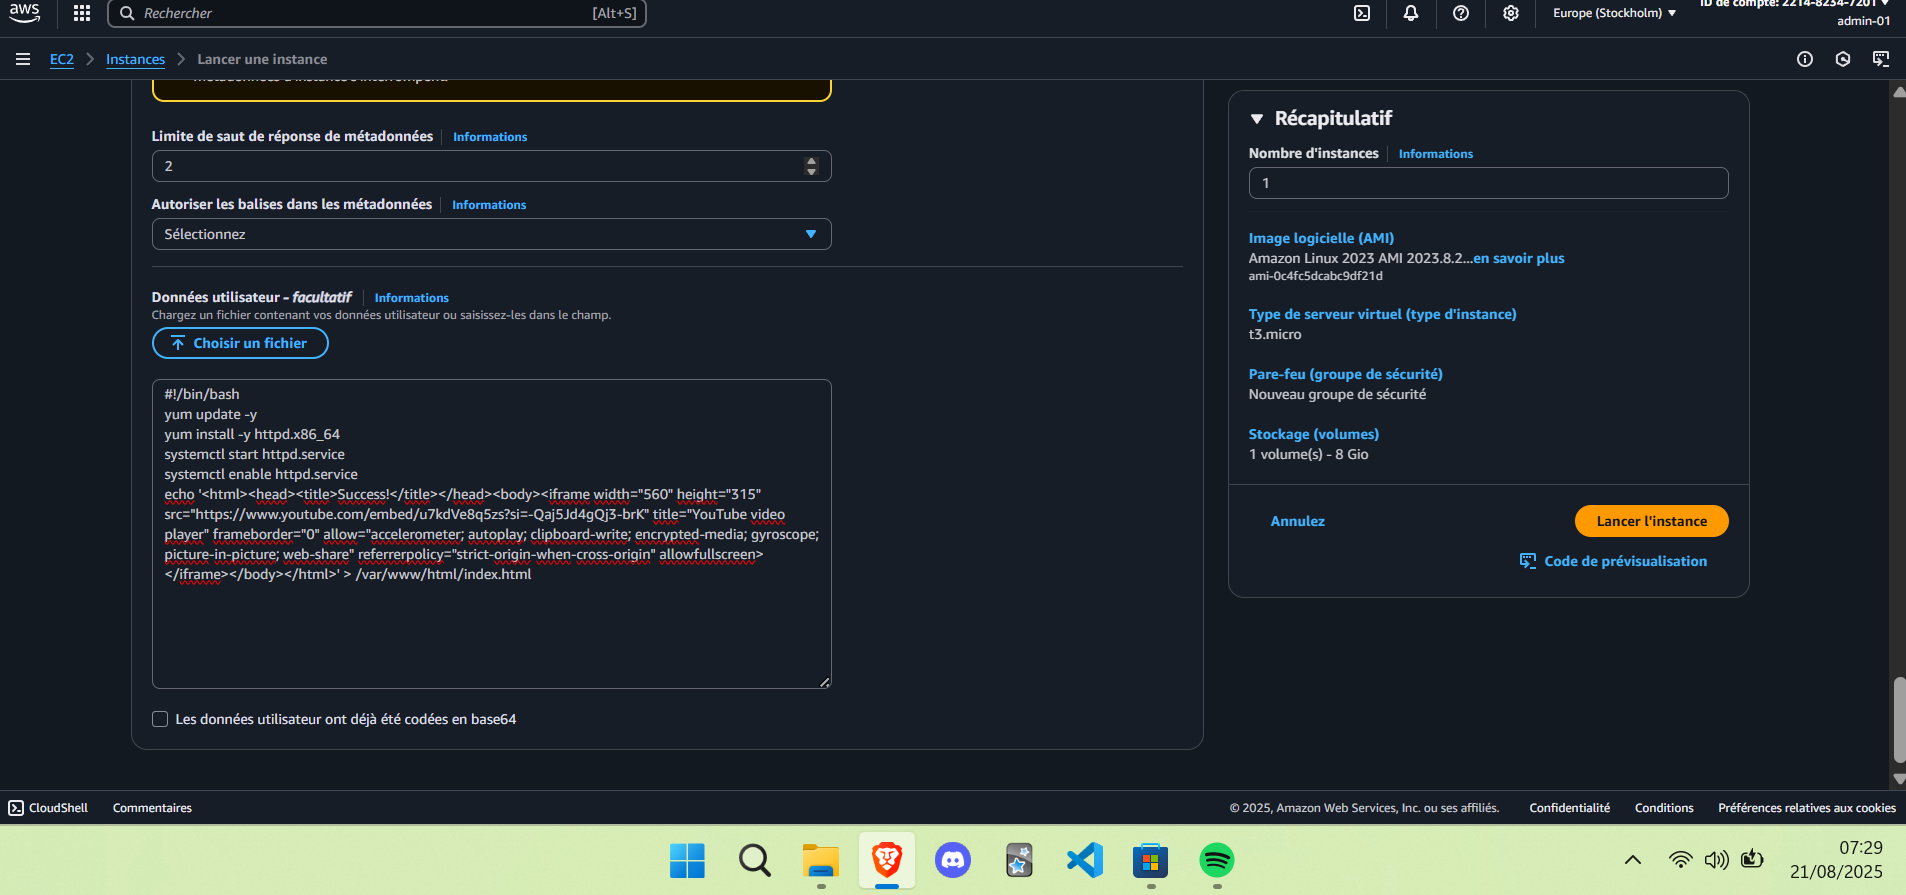 aws
Rechercher
[Alt+S]
Europe (Stockholm)
ID de compte: 2214-8234-7201
admin-01
EC2
Instances
Lancer une instance
métadonnées d'instance s'interrompend
Limite de saut de réponse de métadonnées
Informations
2
Autoriser les balises dans les métadonnées
Informations
Sélectionnez
Données utilisateur - facultatif
Informations
Chargez un fichier contenant vos données utilisateur ou saisissez-les dans le champ.
Choisir un fichier
#!/bin/bash
yum update -y
yum install -y httpd.x86_64
systemctl start httpd.service
systemctl enable httpd.service
echo '<html><head><title>Success!</title></head><body><iframe width="560" height="315"
src="https://www.youtube.com/embed/u7kdVe8q5zs?si=-Qaj5Jd4gQj3-brK" title="YouTube video
player" frameborder="0" allow="accelerometer; autoplay; clipboard-write; encrypted-media; gyroscope;
picture-in-picture; web-share" referrerpolicy="strict-origin-when-cross-origin" allowfullscreen>
</iframe></body></html>' > /var/www/html/index.html
Les données utilisateur ont déjà été codées en base64
Récapitulatif
Nombre d'instances
Informations
1
Image logicielle (AMI)
Amazon Linux 2023 AMI 2023.8.2...en savoir plus
ami-0c4fc5dcabc9df21d
Type de serveur virtuel (type d'instance)
t3.micro
Pare-feu (groupe de sécurité)
Nouveau groupe de sécurité
Stockage (volumes)
1 volume(s) - 8 Gio
Annulez
Lancer l'instance
Code de prévisualisation
CloudShell
Commentaires
© 2025, Amazon Web Services, Inc. ou ses affiliés.
Confidentialité
Conditions
Préférences relatives aux cookies
07:29
21/08/2025